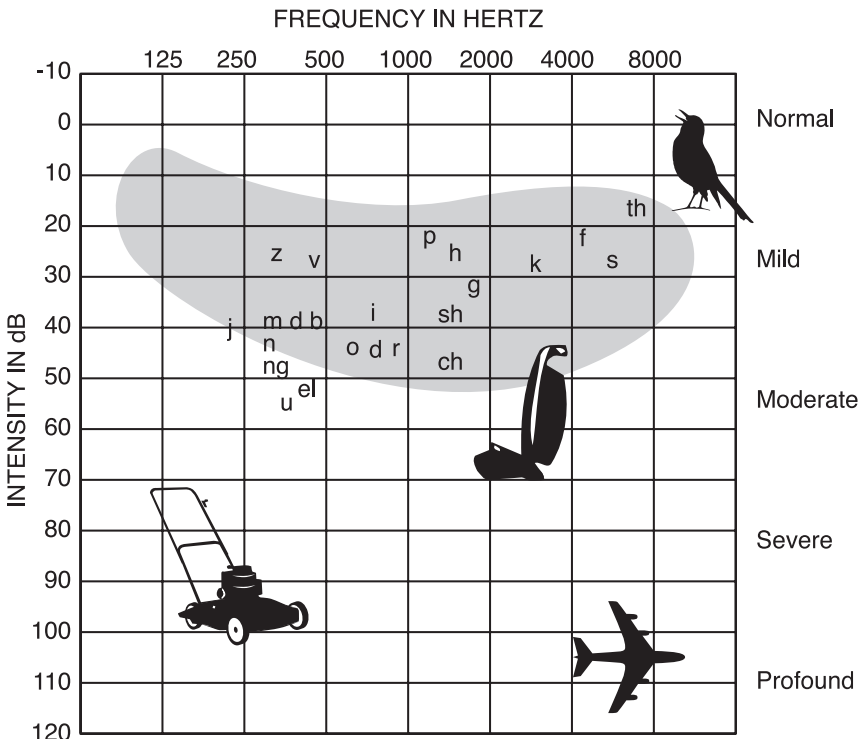 FREQUENCY IN HERTZ
125 250 500 1000 2000 4000 8000
-10
0 Normal
10
20 th
p f
z v h k s Mild
30
g
i sh
40 j m d b
n o d r
ng ch
50
el
u Moderate
60
70
80 Severe
90
100
110 Profound
120
INTENSITY IN dB